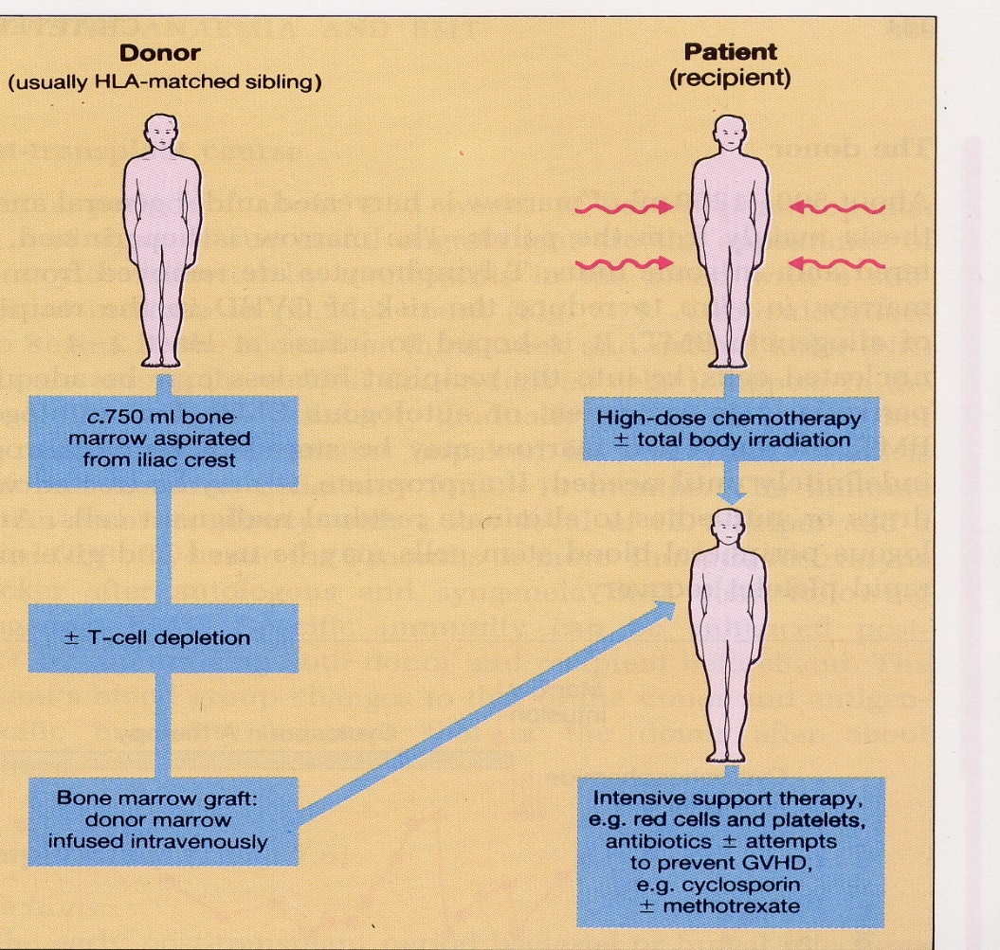 Donor
(usually HLA-matched sibling)
Patient
(recipient)
c.750 ml bone
marrow aspirated
from iliac crest
High-dose chemotherapy
± total body irradiation
± T-cell depletion
Bone marrow graft:
donor marrow
infused intravenously
Intensive support therapy,
e.g. red cells and platelets,
antibiotics ± attempts
to prevent GVHD,
e.g. cyclosporin
± methotrexate